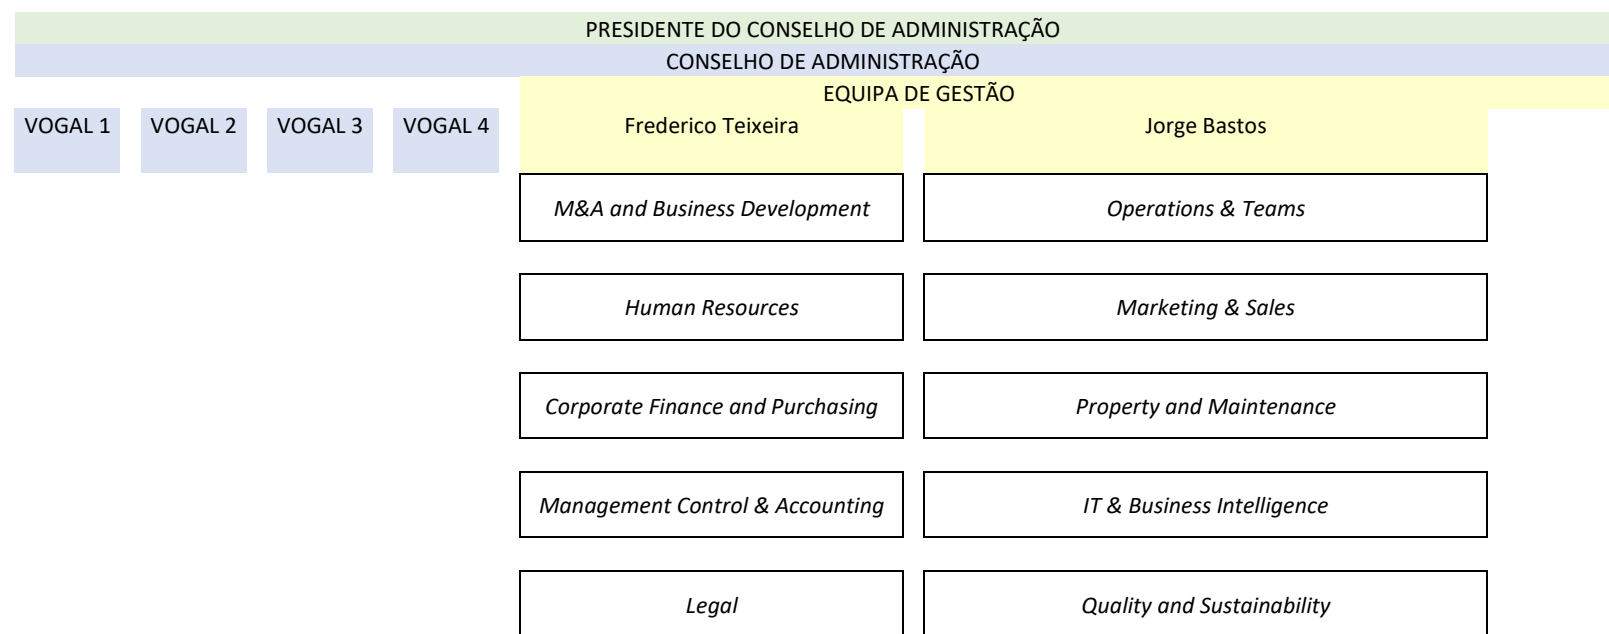 PRESIDENTE DO CONSELHO DE ADMINISTRAÇÃO
CONSELHO DE ADMINISTRAÇÃO
EQUIPA DE GESTÃO
VOGAL 1
VOGAL 2
VOGAL 3
VOGAL 4
Frederico Teixeira
Jorge Bastos
M&A and Business Development
Operations & Teams
Human Resources
Marketing & Sales
Corporate Finance and Purchasing
Property and Maintenance
Management Control & Accounting
IT & Business Intelligence
Legal
Quality and Sustainability